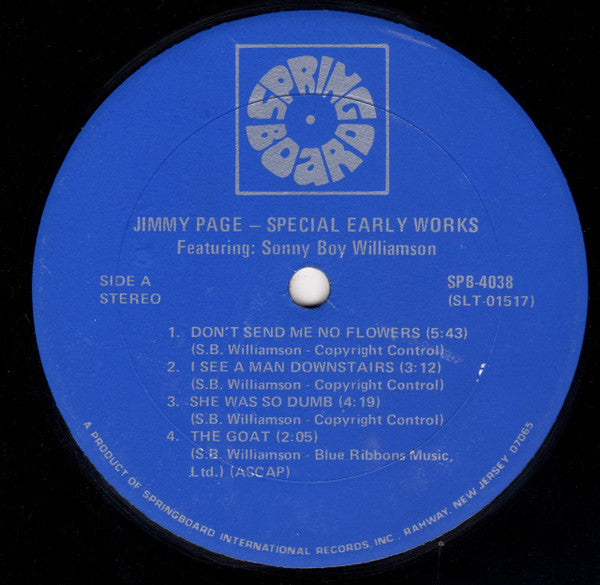 SPRING
BOARD
JIMMY PAGE – SPECIAL EARLY WORKS
Featuring: Sonny Boy Williamson
SIDE A
STEREO
SPB-4038
(SLT-01517)
1. DON'T SEND ME NO FLOWERS (5:43)
(S.B. Williamson - Copyright Control)
2. I SEE A MAN DOWNSTAIRS (3:12)
(S.B. Williamson - Copyright Control)
3. SHE WAS SO DUMB (4:19)
(S.B. Williamson - Copyright Control)
4. THE GOAT (2:05)
(S.B. Williamson - Blue Ribbons Music,
Ltd.) (ASCAP)
A PRODUCT OF SPRINGBOARD INTERNATIONAL RECORDS, INC., RAHWAY, NEW JERSEY 07065